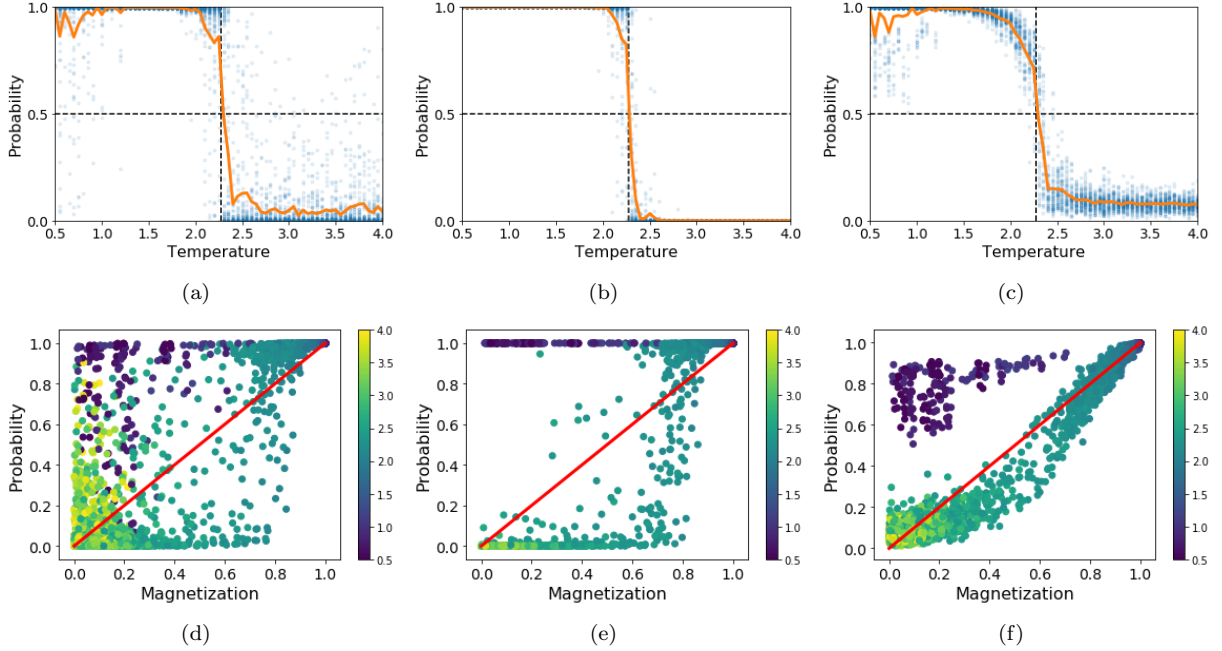 1.0 1.0 1.0
Probability Probability Probability
0.5 0.5 0.5
0.0 0.0 0.0
0.5 1.0 1.5 2.0 2.5 3.0 3.5 4.0 0.5 1.0 1.5 2.0 2.5 3.0 3.5 4.0 0.5 1.0 1.5 2.0 2.5 3.0 3.5 4.0
Temperature Temperature Temperature
(a) (b) (c)
1.0 4.0 1.0 4.0 1.0 4.0
0.8 3.5 0.8 3.5 0.8 3.5
3.0 3.0 3.0
0.6 2.5 0.6 2.5 0.6 2.5
Probability Probability Probability
0.4 2.0 0.4 2.0 0.4 2.0
0.2 1.5 0.2 1.5 0.2 1.5
1.0 1.0 1.0
0.0 0.5 0.0 0.5 0.0 0.5
0.0 0.2 0.4 0.6 0.8 1.0 0.0 0.2 0.4 0.6 0.8 1.0 0.0 0.2 0.4 0.6 0.8 1.0
Magnetization Magnetization Magnetization
(d) (e) (f)